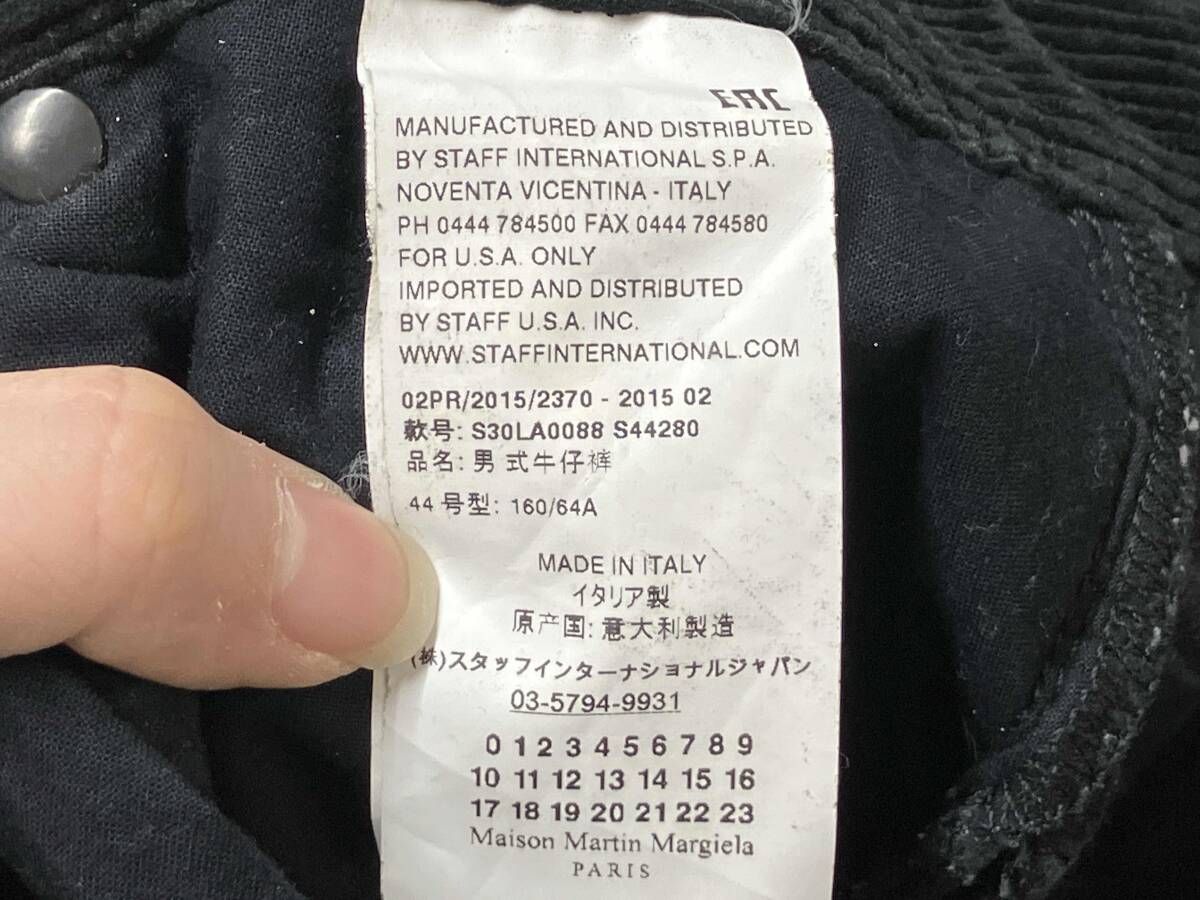 EAC
MANUFACTURED AND DISTRIBUTED
BY STAFF INTERNATIONAL S.P.A.
NOVENTA VICENTINA - ITALY
PH 0444 784500 FAX 0444 784580
FOR U.S.A. ONLY
IMPORTED AND DISTRIBUTED
BY STAFF U.S.A. INC.
WWW.STAFFINTERNATIONAL.COM
02PR/2015/2370 - 2015 02
款号: S30LA0088 S44280
品名: 男式牛仔裤
44 号型: 160/64A
MADE IN ITALY
イタリア製
原产国: 意大利製造
(株)スタッフインターナショナルジャパン
03-5794-9931
0 1 2 3 4 5 6 7 8 9
10 11 12 13 14 15 16
17 18 19 20 21 22 23
Maison Martin Margiela
PARIS